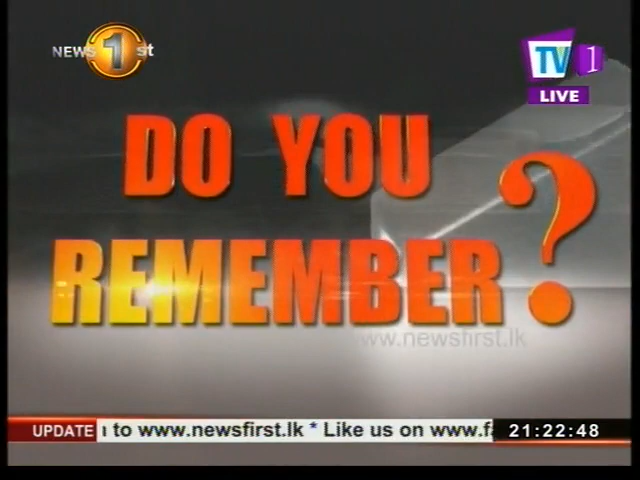 NEWS 1st
TV 1
LIVE
DO YOU
REMEMBER ?
www.newsfirst.lk
UPDATE to www.newsfirst.lk * Like us on www.f 21:22:48